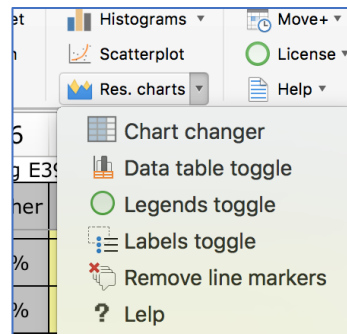 et
Histograms
Move+
n
Scatterplot
License
Res. charts
Help
6
Chart changer
g E39
Data table toggle
her
Legends toggle
Labels toggle
%
Remove line markers
%
? Lelp